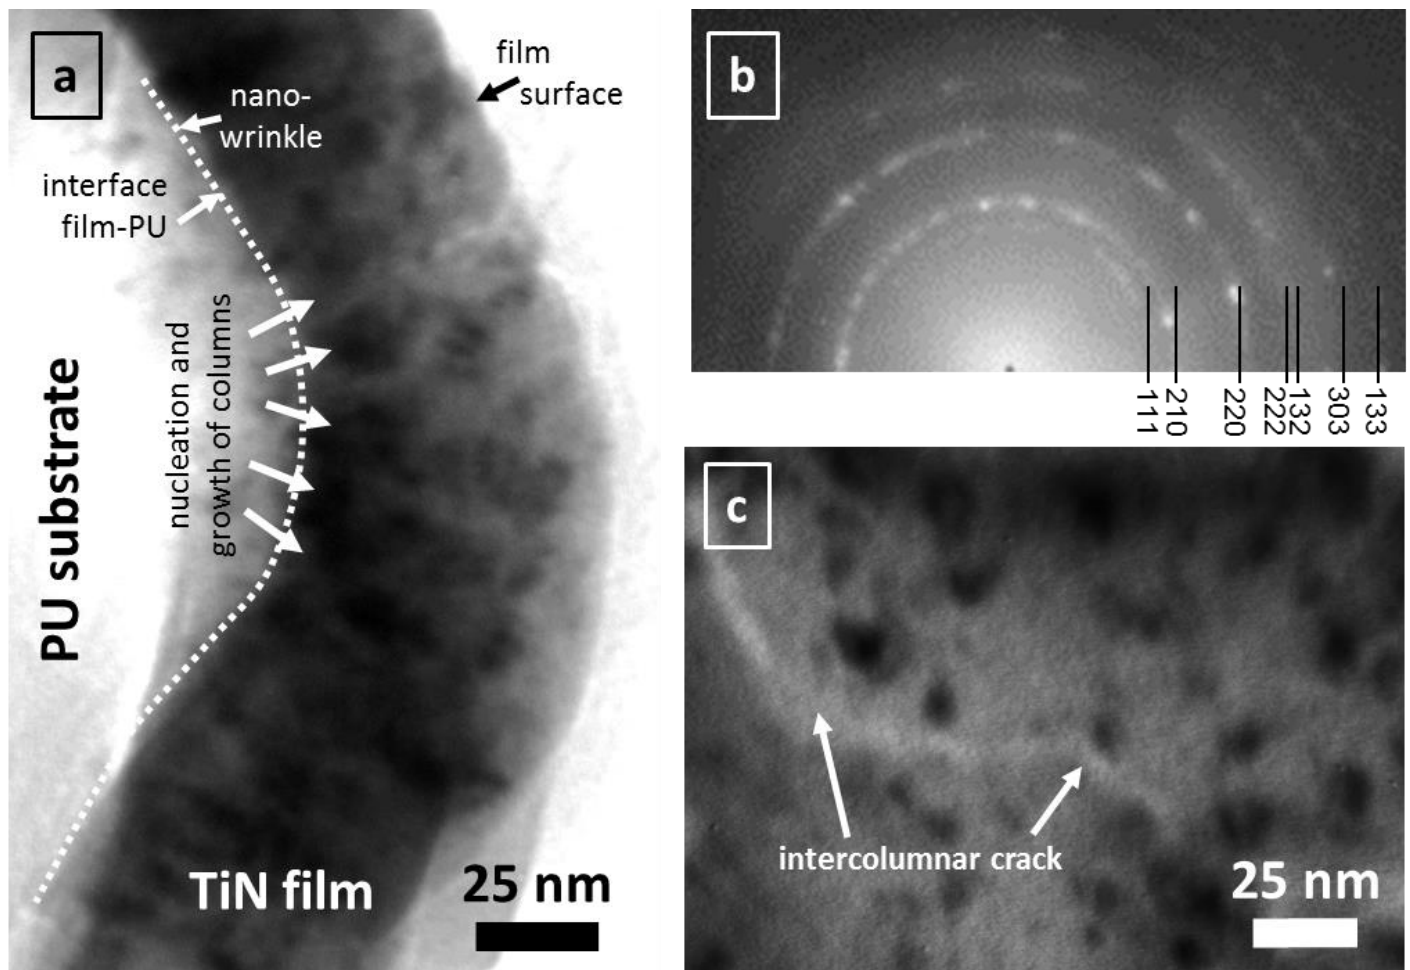 a
film
surface
nano-
wrinkle
interface
film-PU
nucleation and
growth of columns
PU substrate
TiN film
25 nm
b
111
210
220
222
132
303
133
c
intercolumnar crack
25 nm